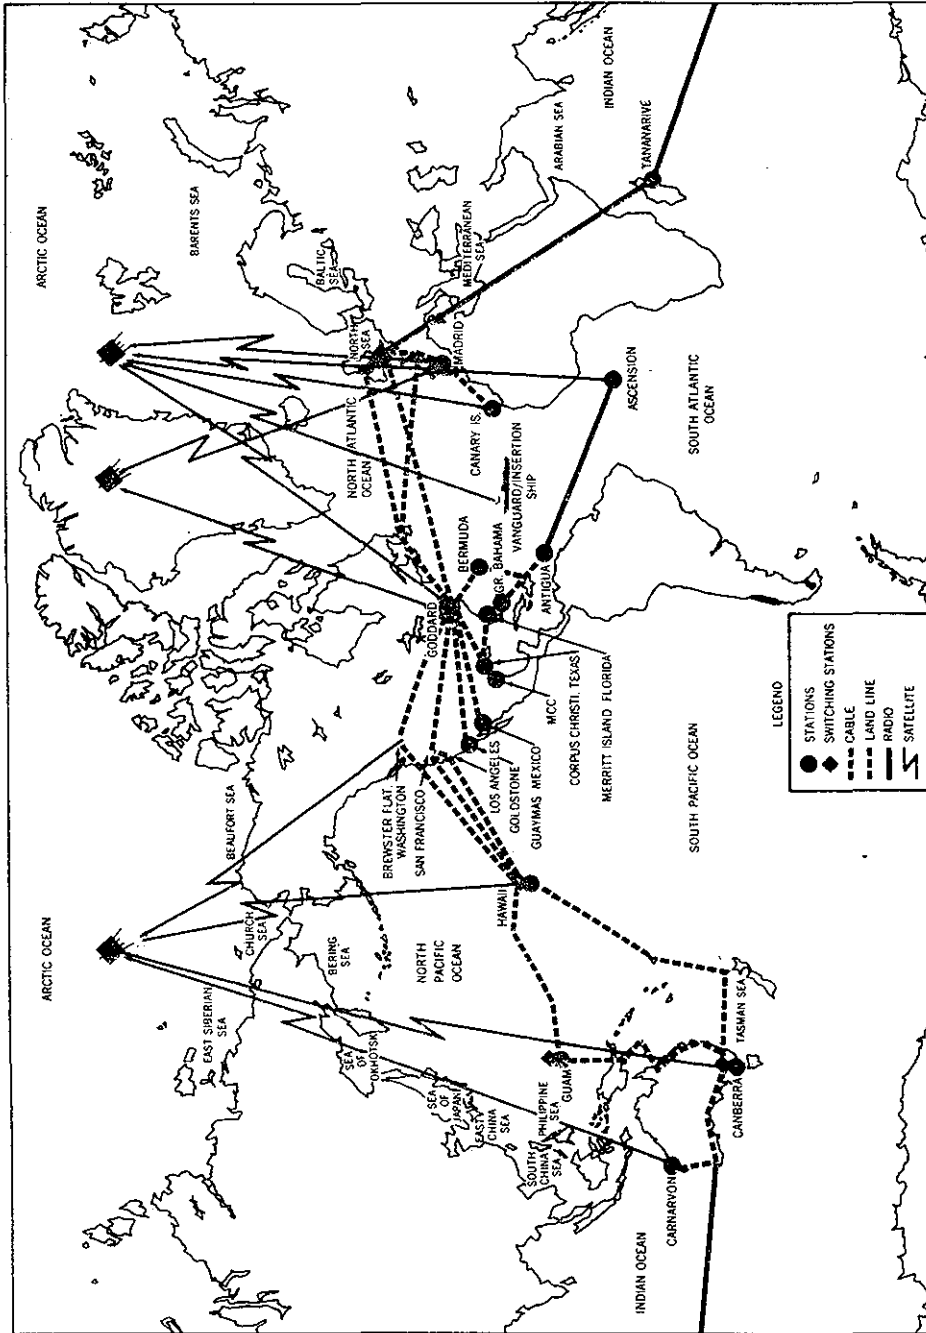 ARCTIC OCEAN
ARCTIC OCEAN
BARENTS SEA
BEAUFORT SEA
EAST SIBERIAN
SEA
CHURCH
SEA
BERING
SEA
SEA
OF
OKHOTSK
SEA
OF
JAPAN
EAST
CHINA
SEA
SOUTH
CHINA
SEA
PHILIPPINE
SEA
NORTH
PACIFIC
OCEAN
BALTIC
SEA
NORTH
SEA
MEDITERRANEAN
SEA
NORTH ATLANTIC
OCEAN
ARABIAN SEA
INDIAN OCEAN
INDIAN OCEAN
TANANARIVE
MADRID
CANARY IS.
ASCENSION
SOUTH ATLANTIC
OCEAN
VANGUARD/INSERTION
SHIP
BERMUDA
GR. BAHAMA
ANTIGUA
GODDARD
BREWSTER FLAT,
WASHINGTON
SAN FRANCISCO
LOS ANGELES
GOLDSTONE
GUAYMAS MEXICO
MCC
CORPUS CHRISTI, TEXAS
MERRITT ISLAND FLORIDA
HAWAII
GUAM
CARNARVON
CANBERRA
TASMAN SEA
SOUTH PACIFIC OCEAN
LEGEND
STATIONS
SWITCHING STATIONS
CABLE
LAND LINE
RADIO
SATELLITE